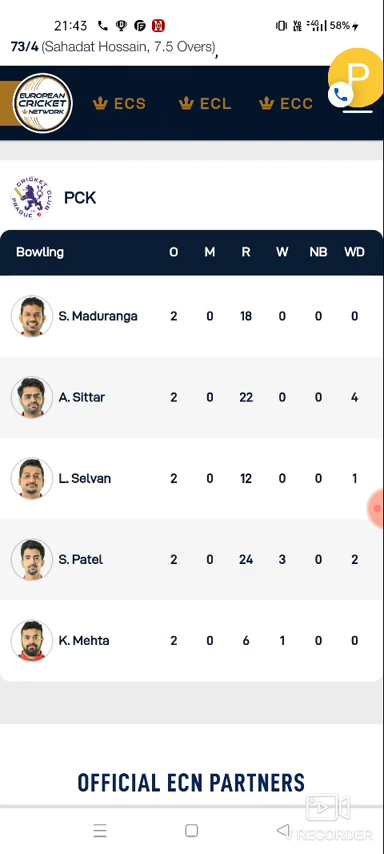 21:43 58%
73/4 (Sahadat Hossain, 7.5 Overs),
EUROPEAN CRICKET NETWORK ECS ECL ECC P
CRICKET CLUB PRAGUE PCK
Bowling O M R W NB WD
S. Maduranga 2 0 18 0 0 0
A. Sittar 2 0 22 0 0 4
L. Selvan 2 0 12 0 0 1
S. Patel 2 0 24 3 0 2
K. Mehta 2 0 6 1 0 0
OFFICIAL ECN PARTNERS
RECORDER